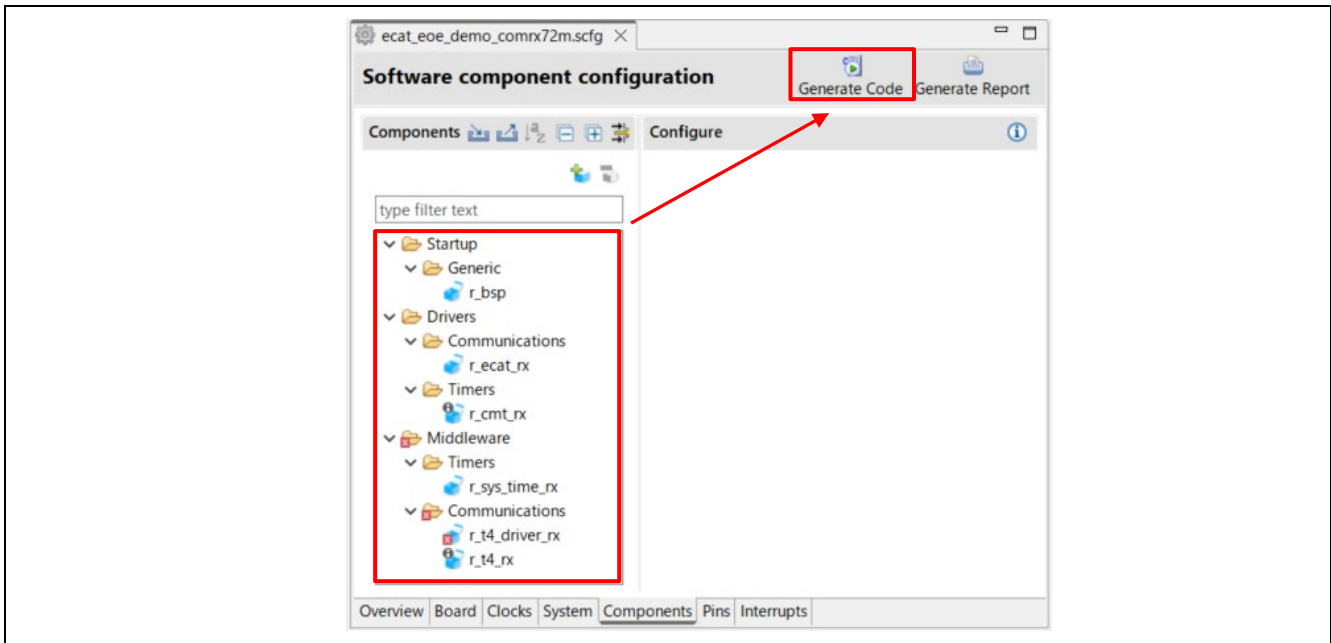 ecat_eoe_demo_comrx72m.scfg
Software component configuration
Generate Code Generate Report
Components
Configure
type filter text
Startup
Generic
r_bsp
Drivers
Communications
r_ecat_rx
Timers
r_cmt_rx
Middleware
Timers
r_sys_time_rx
Communications
r_t4_driver_rx
r_t4_rx
Overview Board Clocks System Components Pins Interrupts